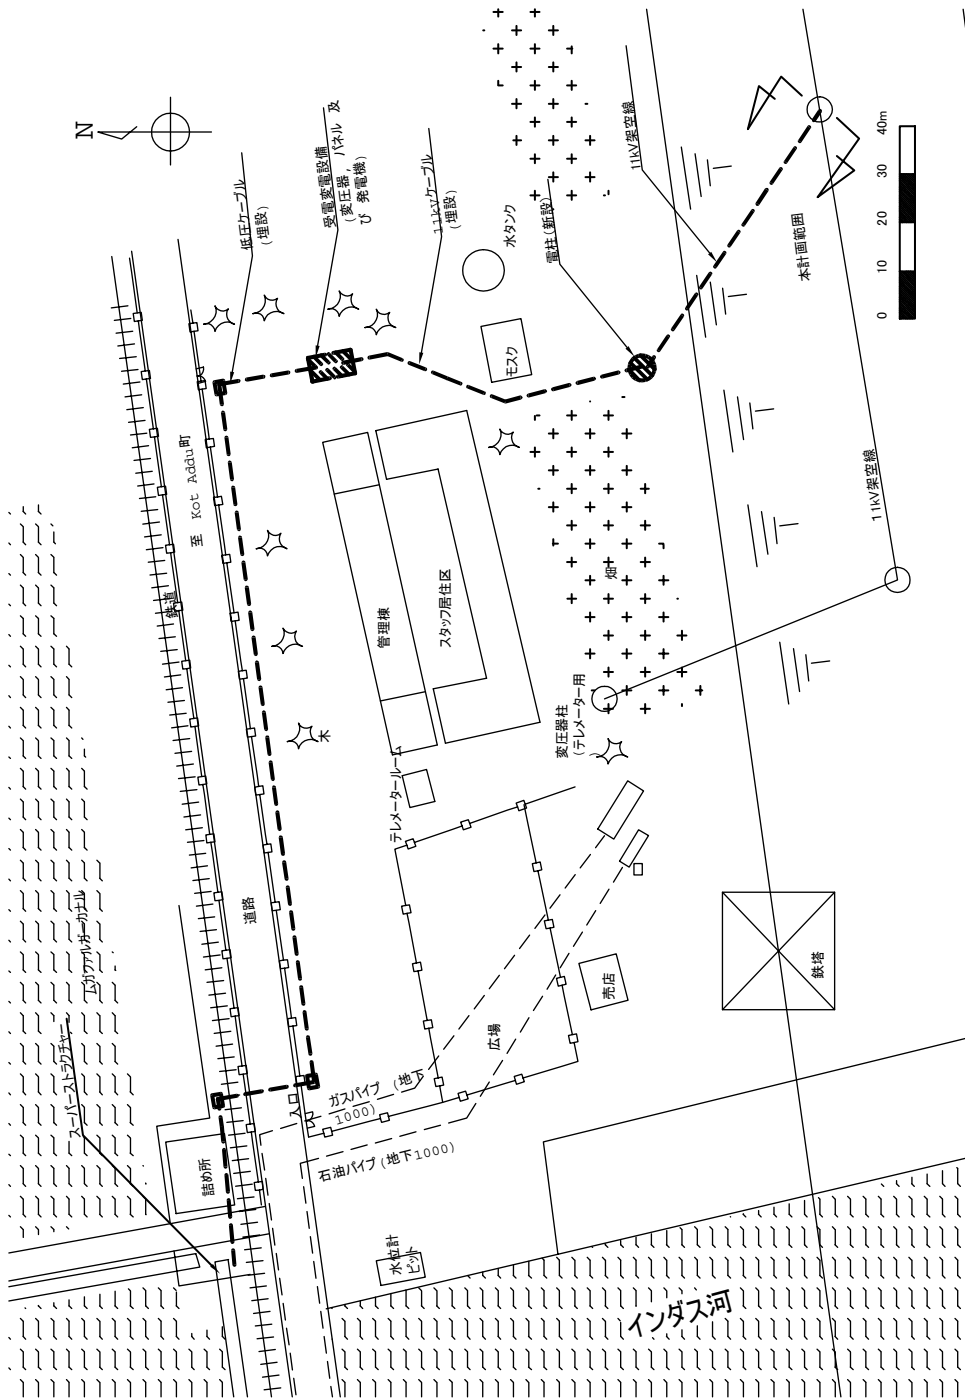 N
低圧ケーブル
(埋設)
受電変電設備
(変圧器, パネル 及
び 発電機)
11kVケーブル
(埋設)
水タンク
電柱(新設)
11kV架空線
本計画範囲
0 10 20 30 40m
モスク
至 Kot Addu町
鉄道
管理棟
スタッフ居住区
畑
11kV架空線
木
テレメータールーム
変圧器柱
(テレメーター用
)
道路
ムザファルガーカナル
スーパーストラクチャー
広場
売店
鉄塔
入口
ガスパイプ (地下
1000)
石油パイプ(地下1000)
詰め所
水位計
ピット
インダス河